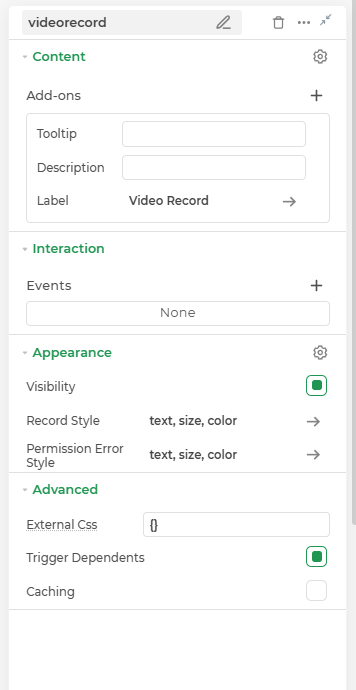 videorecord
Content
Add-ons
Tooltip
Description
Label Video Record
Interaction
Events
None
Appearance
Visibility
Record Style text, size, color
Permission Error
Style text, size, color
Advanced
External Css {}
Trigger Dependents
Caching